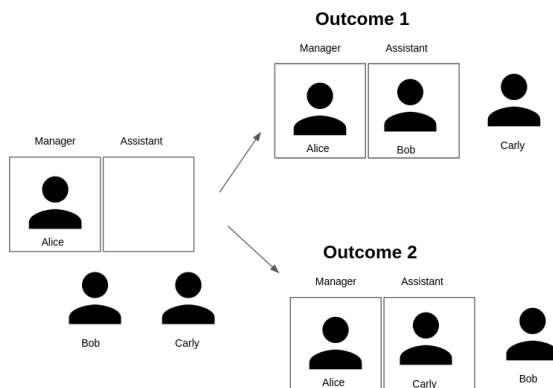 Outcome 1
Manager Assistant
Alice Bob Carly
Manager Assistant
Alice
Bob Carly
Outcome 2
Manager Assistant
Alice Carly Bob